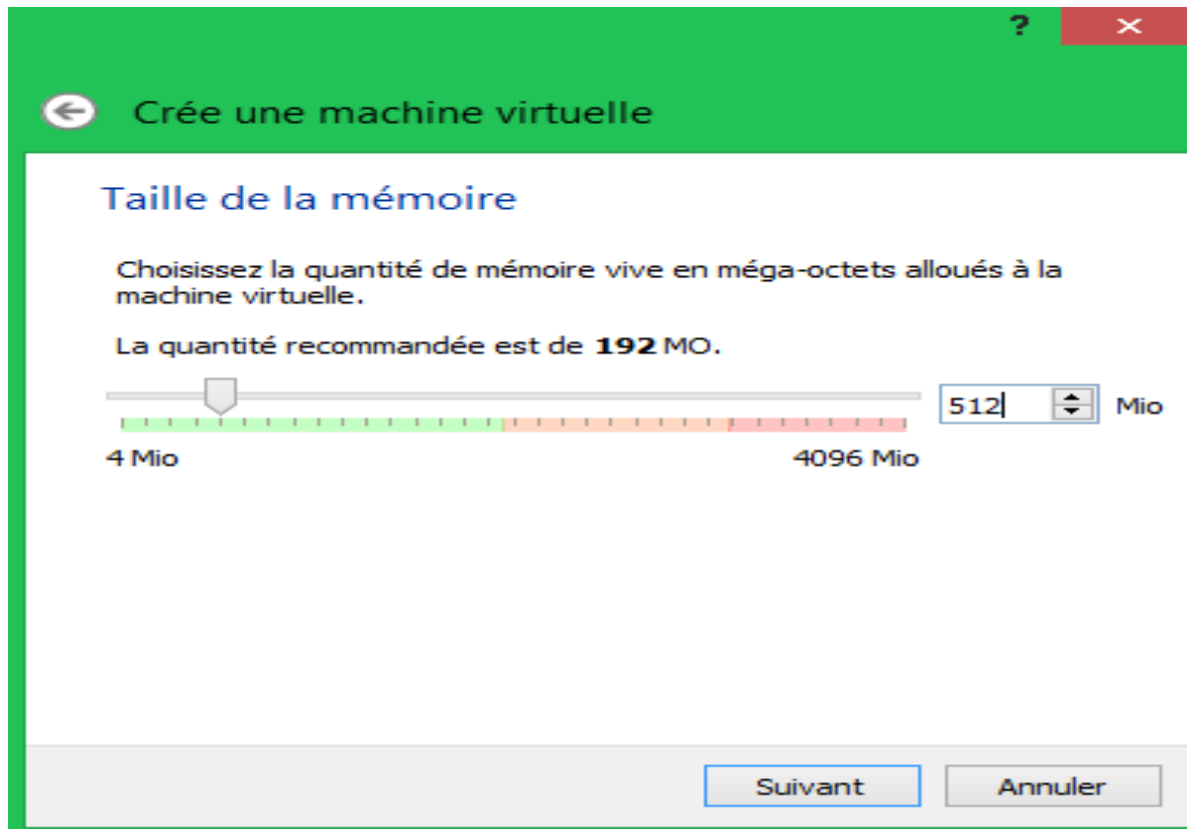 ?
Crée une machine virtuelle
Taille de la mémoire
Choisissez la quantité de mémoire vive en méga-octets alloués à la
machine virtuelle.
La quantité recommandée est de 192 MO.
512 Mio
4 Mio 4096 Mio
Suivant Annuler